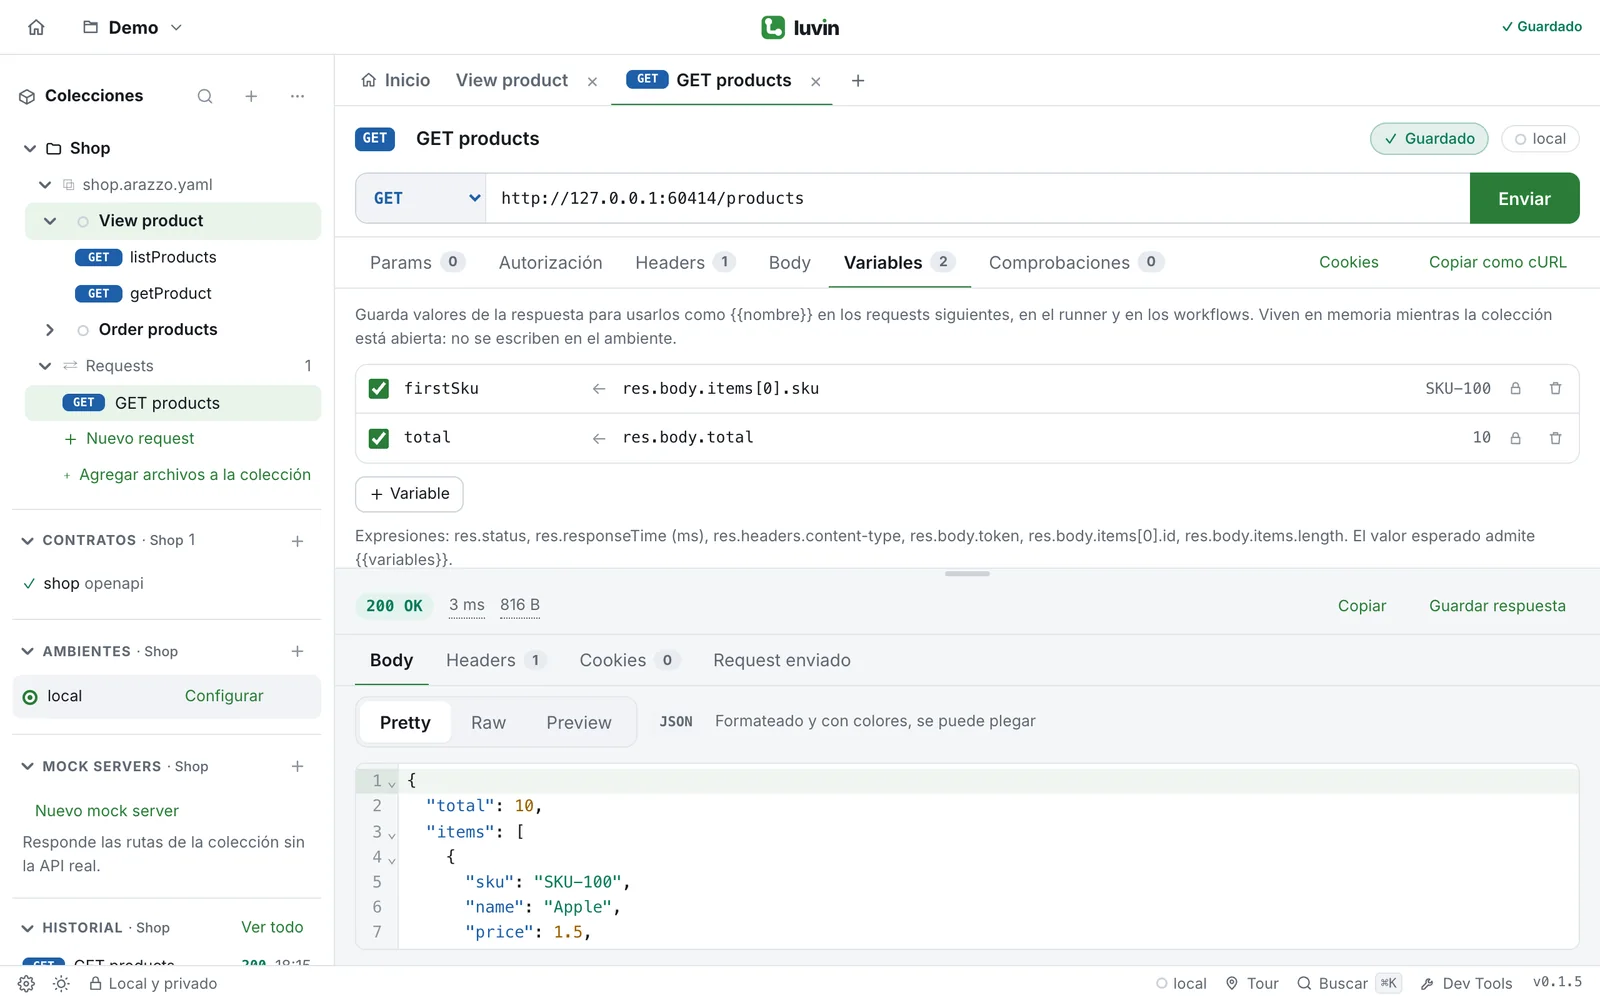 Demo
luvin
✓ Guardado
Colecciones
Shop
shop.arazzo.yaml
View product
GET listProducts
GET getProduct
Order products
Requests 1
GET GET products
+ Nuevo request
+ Agregar archivos a la colección
CONTRATOS · Shop 1
✓ shop openapi
AMBIENTES · Shop
local Configurar
MOCK SERVERS · Shop
Nuevo mock server
Responde las rutas de la colección sin
la API real.
HISTORIAL · Shop Ver todo
GET GET products 200 18:15
Inicio View product × GET GET products × +
GET GET products ✓ Guardado local
GET http://127.0.0.1:60414/products Enviar
Params 0 Autorización Headers 1 Body Variables 2 Comprobaciones 0 Cookies Copiar como cURL
Guarda valores de la respuesta para usarlos como {{nombre}} en los requests siguientes, en el runner y en los workflows. Viven en memoria mientras la colección
está abierta: no se escriben en el ambiente.
firstSku ← res.body.items[0].sku SKU-100
total ← res.body.total 10
+ Variable
Expresiones: res.status, res.responseTime (ms), res.headers.content-type, res.body.token, res.body.items[0].id, res.body.items.length. El valor esperado admite
{{variables}}.
200 OK 3 ms 816 B Copiar Guardar respuesta
Body Headers 1 Cookies 0 Request enviado
Pretty Raw Preview JSON Formateado y con colores, se puede plegar
1 {
2 "total": 10,
3 "items": [
4 {
5 "sku": "SKU-100",
6 "name": "Apple",
7 "price": 1.5,
Local y privado
local Tour Buscar ⌘K Dev Tools v0.1.5